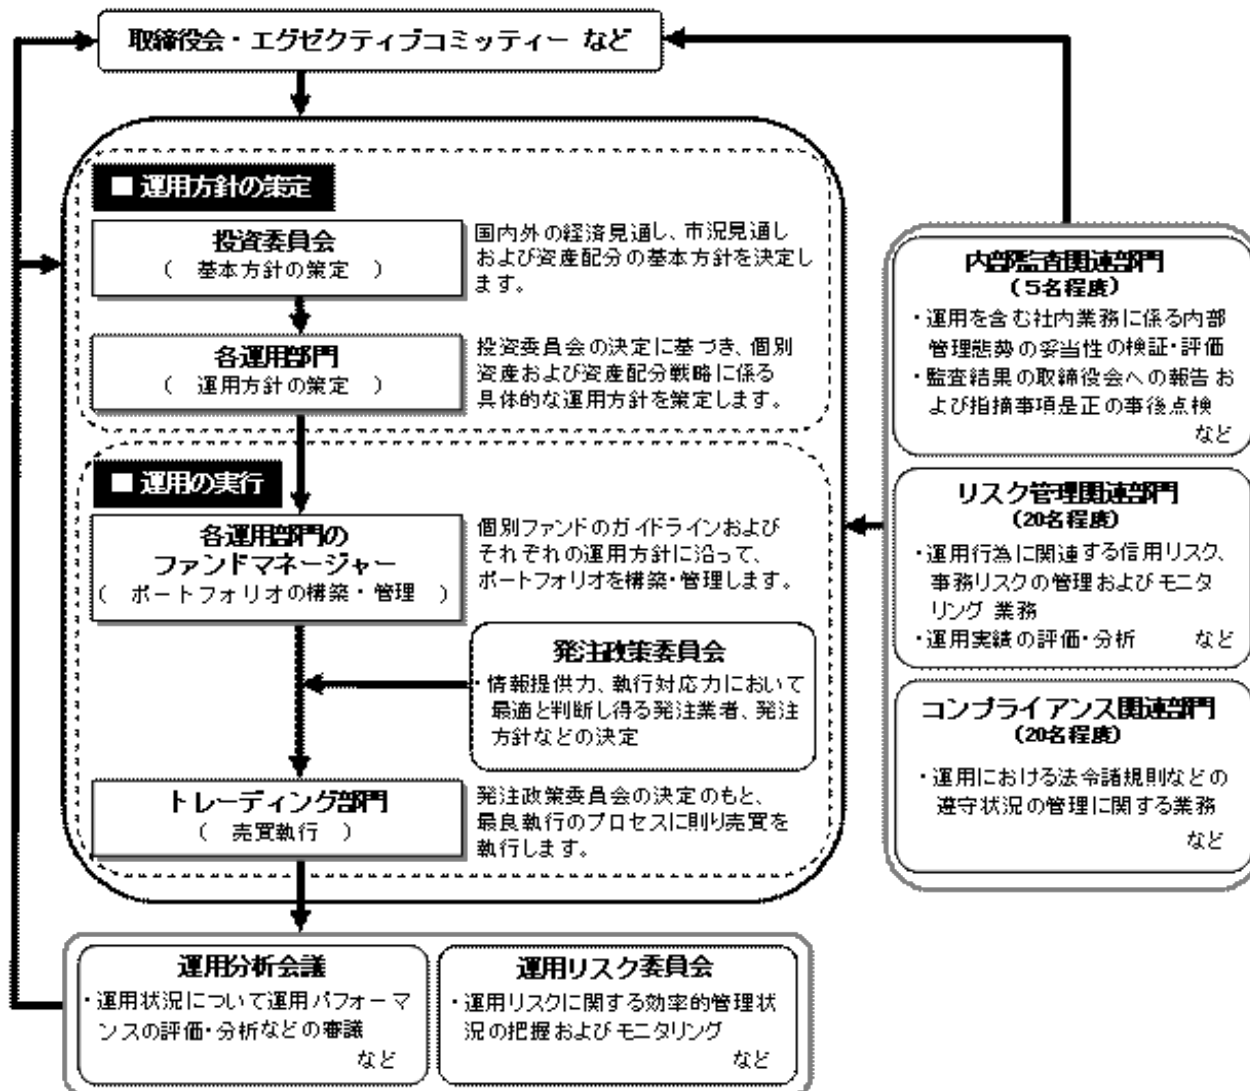 取締役会・エグゼクティブコミッティー など
■ 運用方針の策定
投資委員会
( 基本方針の策定 )
国内外の経済見通し、市況見通し
および資産配分の基本方針を決定し
ます。
各運用部門
( 運用方針の策定 )
投資委員会の決定に基づき、個別
資産および資産配分戦略に係る
具体的な運用方針を策定します。
■ 運用の実行
各運用部門の
ファンドマネージャー
( ポートフォリオの構築・管理 )
個別ファンドのガイドラインおよび
それぞれの運用方針に沿って、
ポートフォリオを構築・管理します。
発注政策委員会
・情報提供力、執行対応力において
最適と判断し得る発注業者、発注
方針などの決定
トレーディング部門
( 売買執行 )
発注政策委員会の決定のもと、
最良執行のプロセスに則り売買を
執行します。
運用分析会議
・運用状況について運用パフォーマ
ンスの評価・分析などの審議
など
運用リスク委員会
・運用リスクに関する効率的管理状
況の把握およびモニタリング
など
内部監査関連部門
(5名程度)
・運用を含む社内業務に係る内部
管理態勢の妥当性の検証・評価
・監査結果の取締役会への報告 お
よび指摘事項是正の事後点検
など
リスク管理関連部門
(20名程度)
・運用行為に関連する信用リスク、
事務リスクの管理および モニタ
リング 業務
・運用実績の評価・分析 など
コンプライアンス関連部門
(20名程度)
・運用における法令諸規則などの
遵守状況の管理に関する業務
など